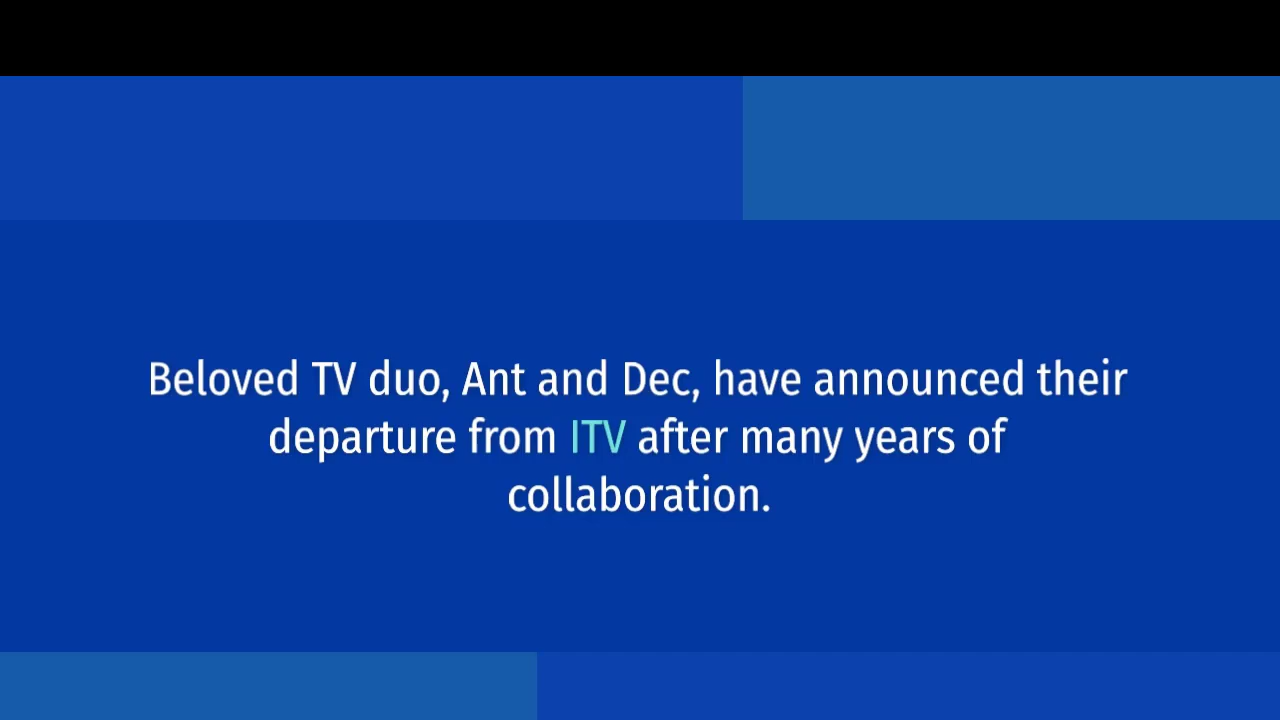 Beloved TV duo, Ant and Dec, have announced their
departure from ITV after many years of
collaboration.